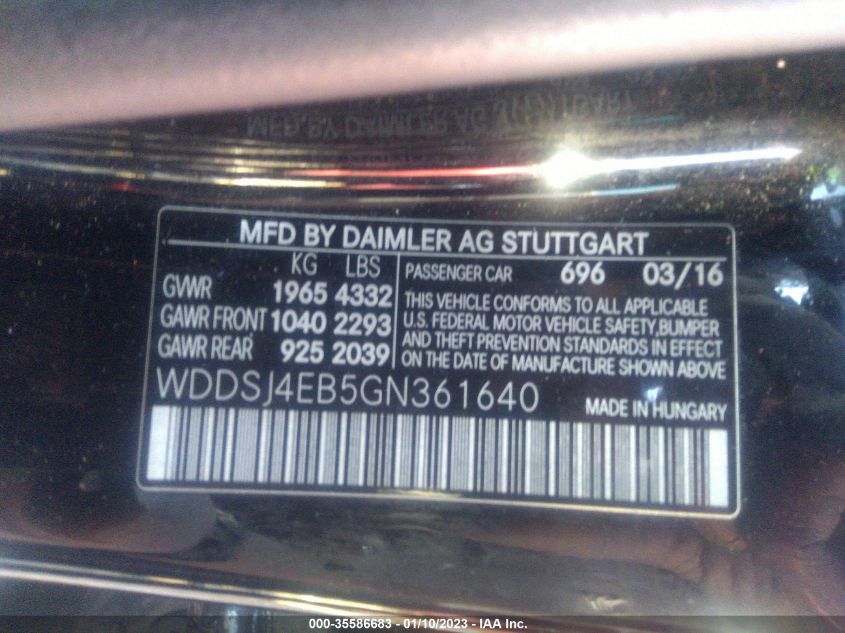 MFD BY DAIMLER AG STUTTGART
KG LBS
GVWR 1965 4332
GAWR FRONT 1040 2293
GAWR REAR 925 2039
PASSENGER CAR 696 03/16
THIS VEHICLE CONFORMS TO ALL APPLICABLE
U.S. FEDERAL MOTOR VEHICLE SAFETY,BUMPER
AND THEFT PREVENTION STANDARDS IN EFFECT
ON THE DATE OF MANUFACTURE SHOWN ABOVE
WDDSJ4EB5GN361640
MADE IN HUNGARY
000-35586683 - 01/10/2023 - IAA Inc.